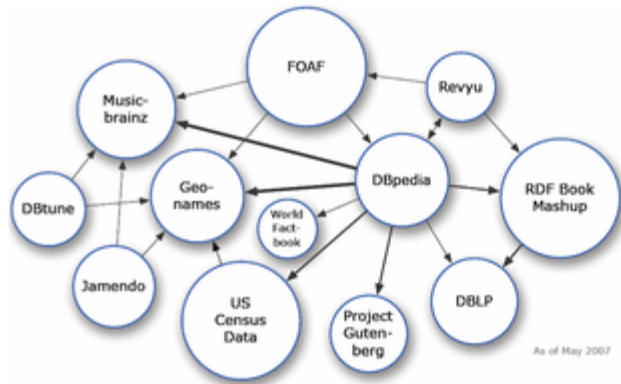 FOAF
Music-
brainz
Revyu
DBpedia
RDF Book
Mashup
Geo-
names
DBtune
World
Fact-
book
Jamendo
US
Census
Data
Project
Guten-
berg
DBLP
As of May 2007